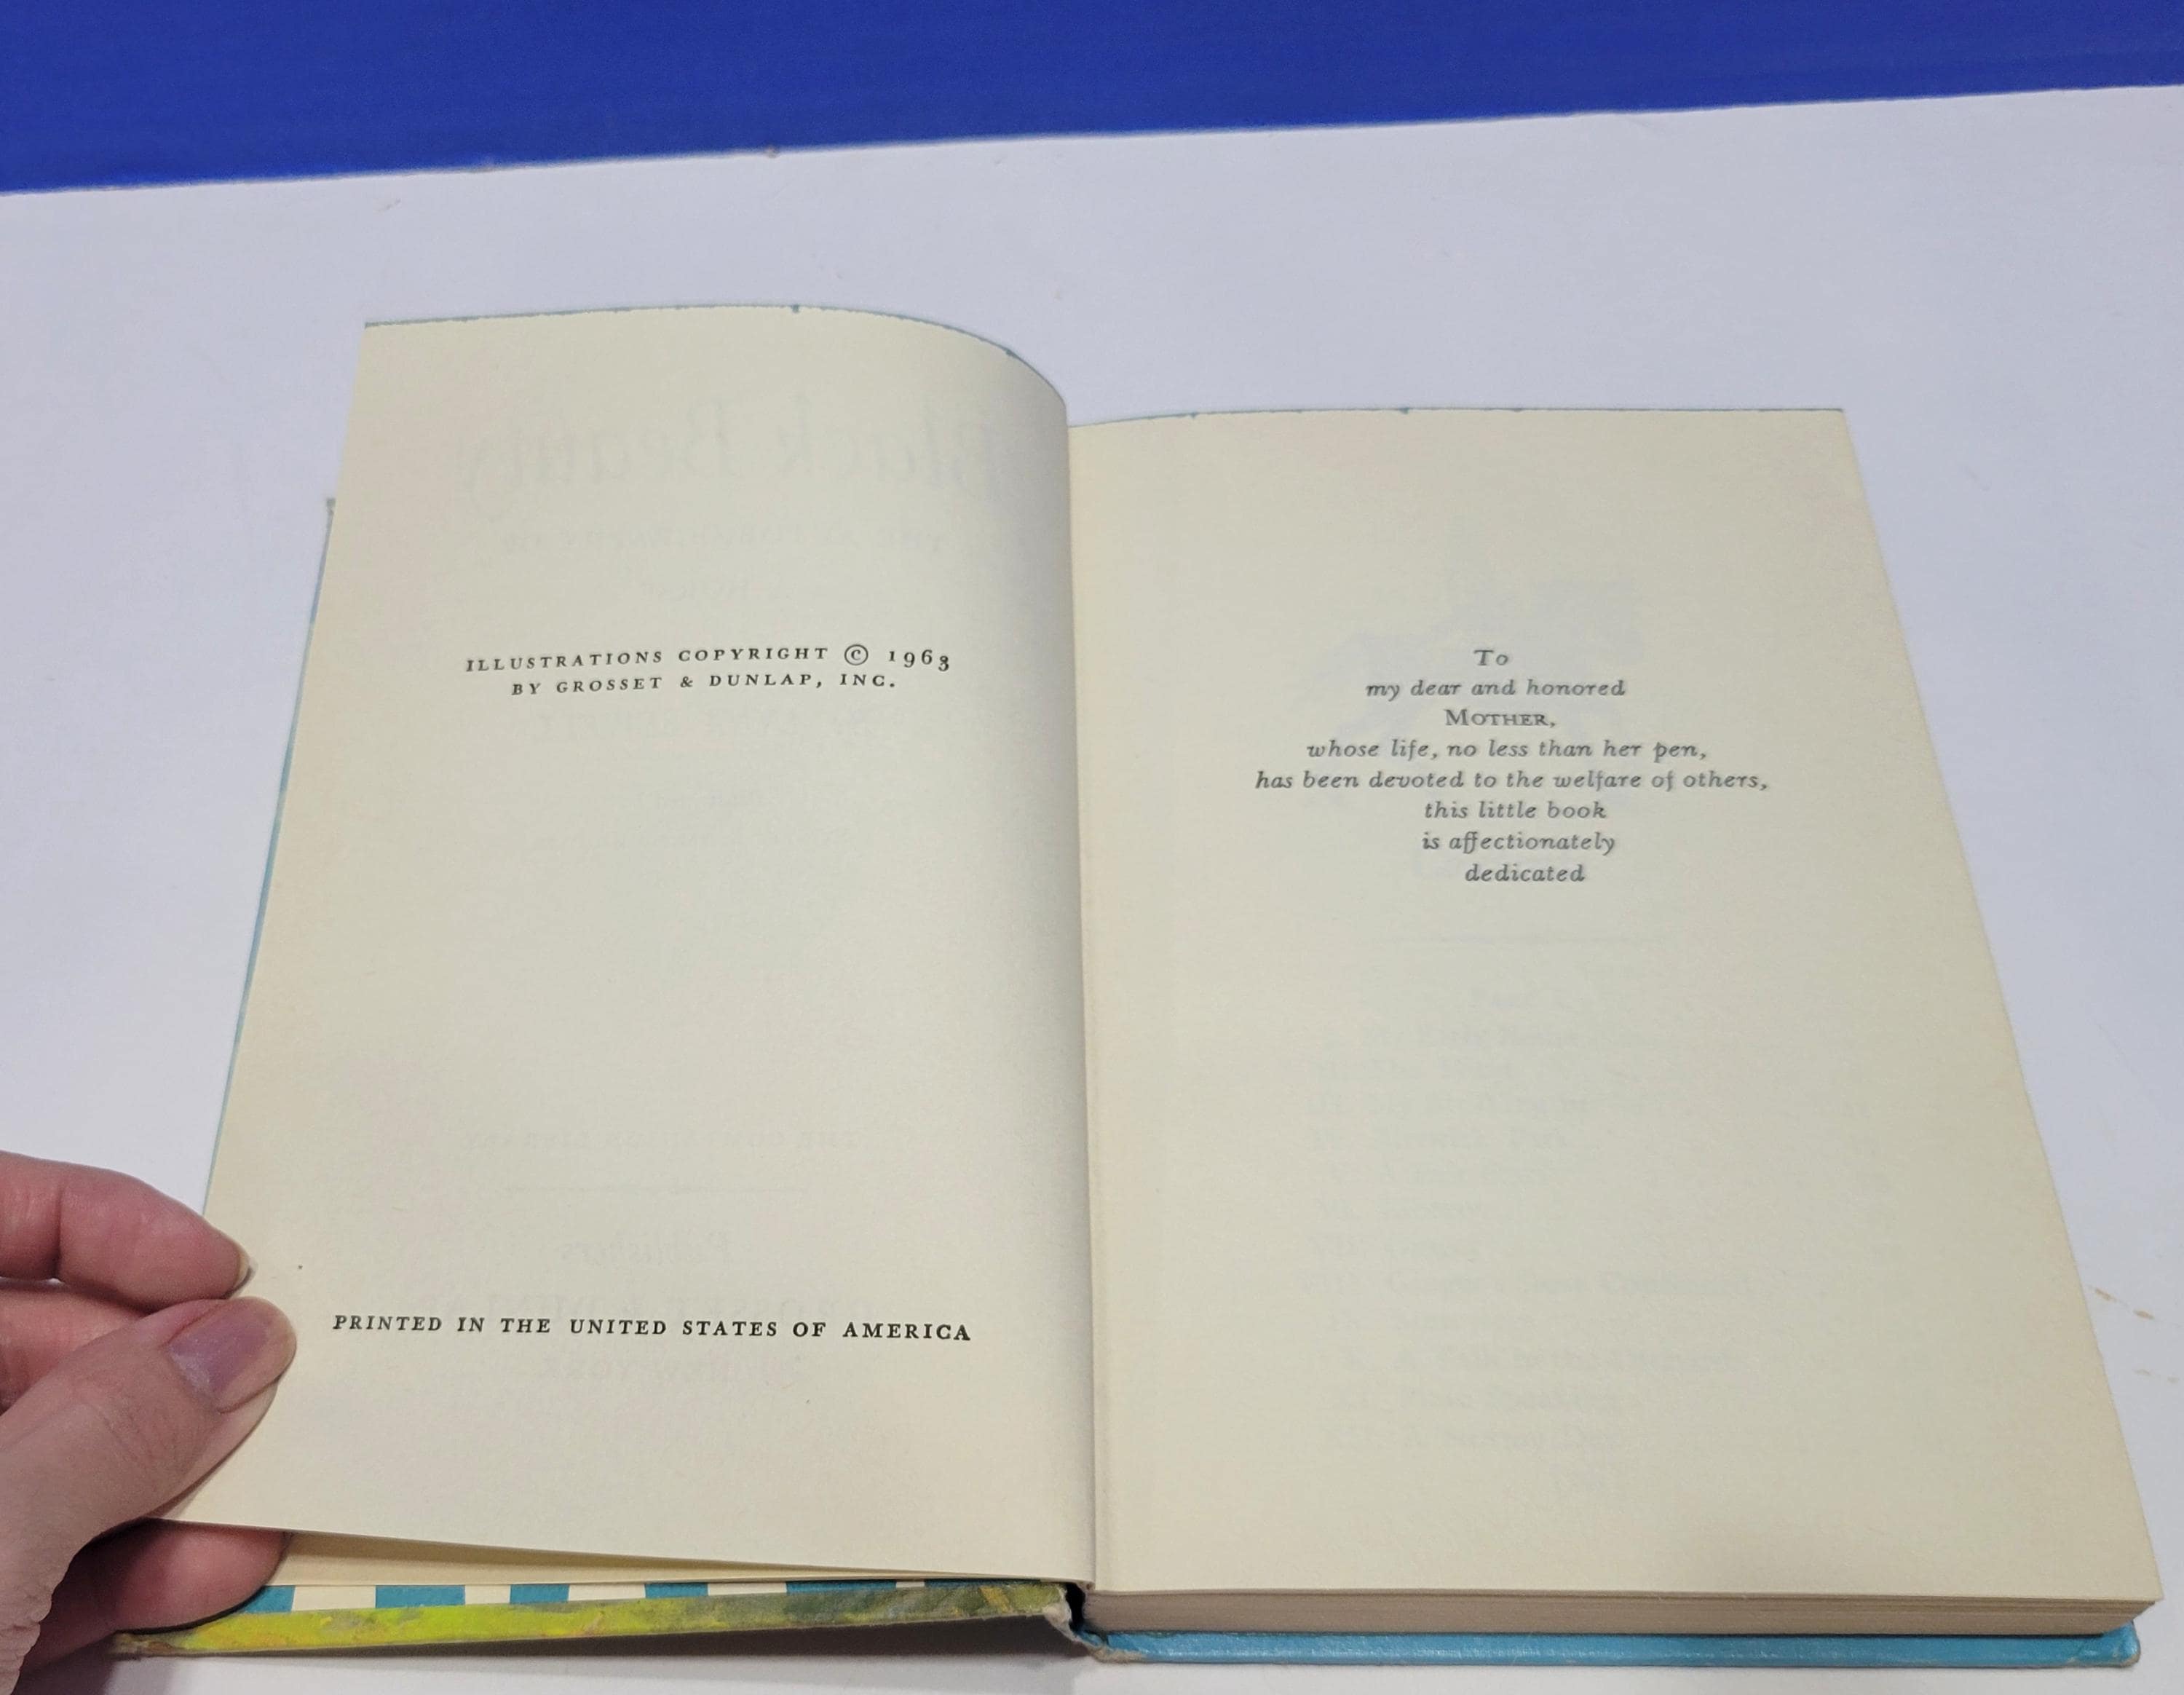 ILLUSTRATIONS COPYRIGHT © 1963
BY GROSSET & DUNLAP, INC.
PRINTED IN THE UNITED STATES OF AMERICA
To
my dear and honored
MOTHER,
whose life, no less than her pen,
has been devoted to the welfare of others,
this little book
is affectionately
dedicated